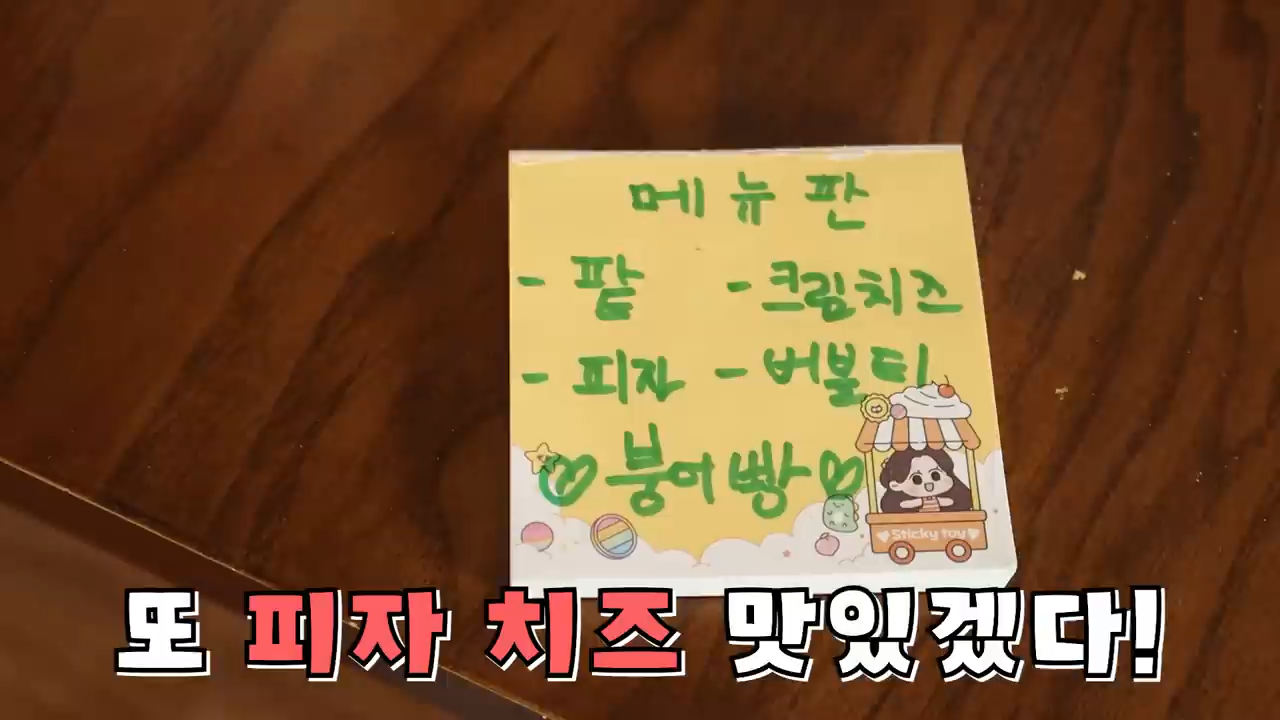 메뉴판
- 팥 - 크림치즈
- 피자 - 버블티
♡ 붕어빵 ♡
♥Sticky toy♥
또 피자 치즈 맛있겠다!